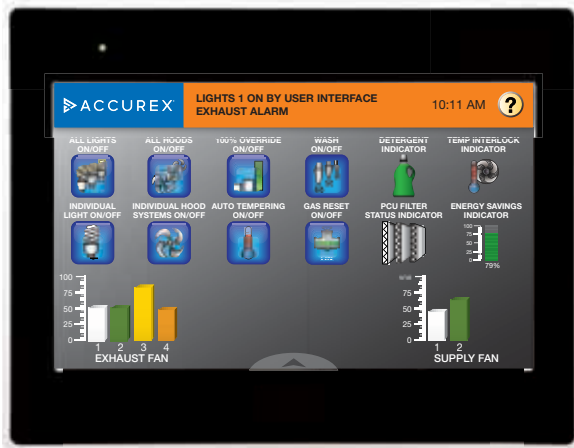 ACCUREX
LIGHTS 1 ON BY USER INTERFACE
EXHAUST ALARM
10:11 AM
?
ALL LIGHTS
ON/OFF
ALL HOODS
ON/OFF
100% OVERRIDE
ON/OFF
WASH
ON/OFF
DETERGENT
INDICATOR
TEMP INTERLOCK
INDICATOR
INDIVIDUAL
LIGHT ON/OFF
INDIVIDUAL HOOD
SYSTEMS ON/OFF
AUTO TEMPERING
ON/OFF
GAS RESET
ON/OFF
PCU FILTER
STATUS INDICATOR
ENERGY SAVINGS
INDICATOR
100
75
50
25
0
79%
100
75
50
25
0
1 2 3 4
EXHAUST FAN
75
50
25
0
1 2
SUPPLY FAN